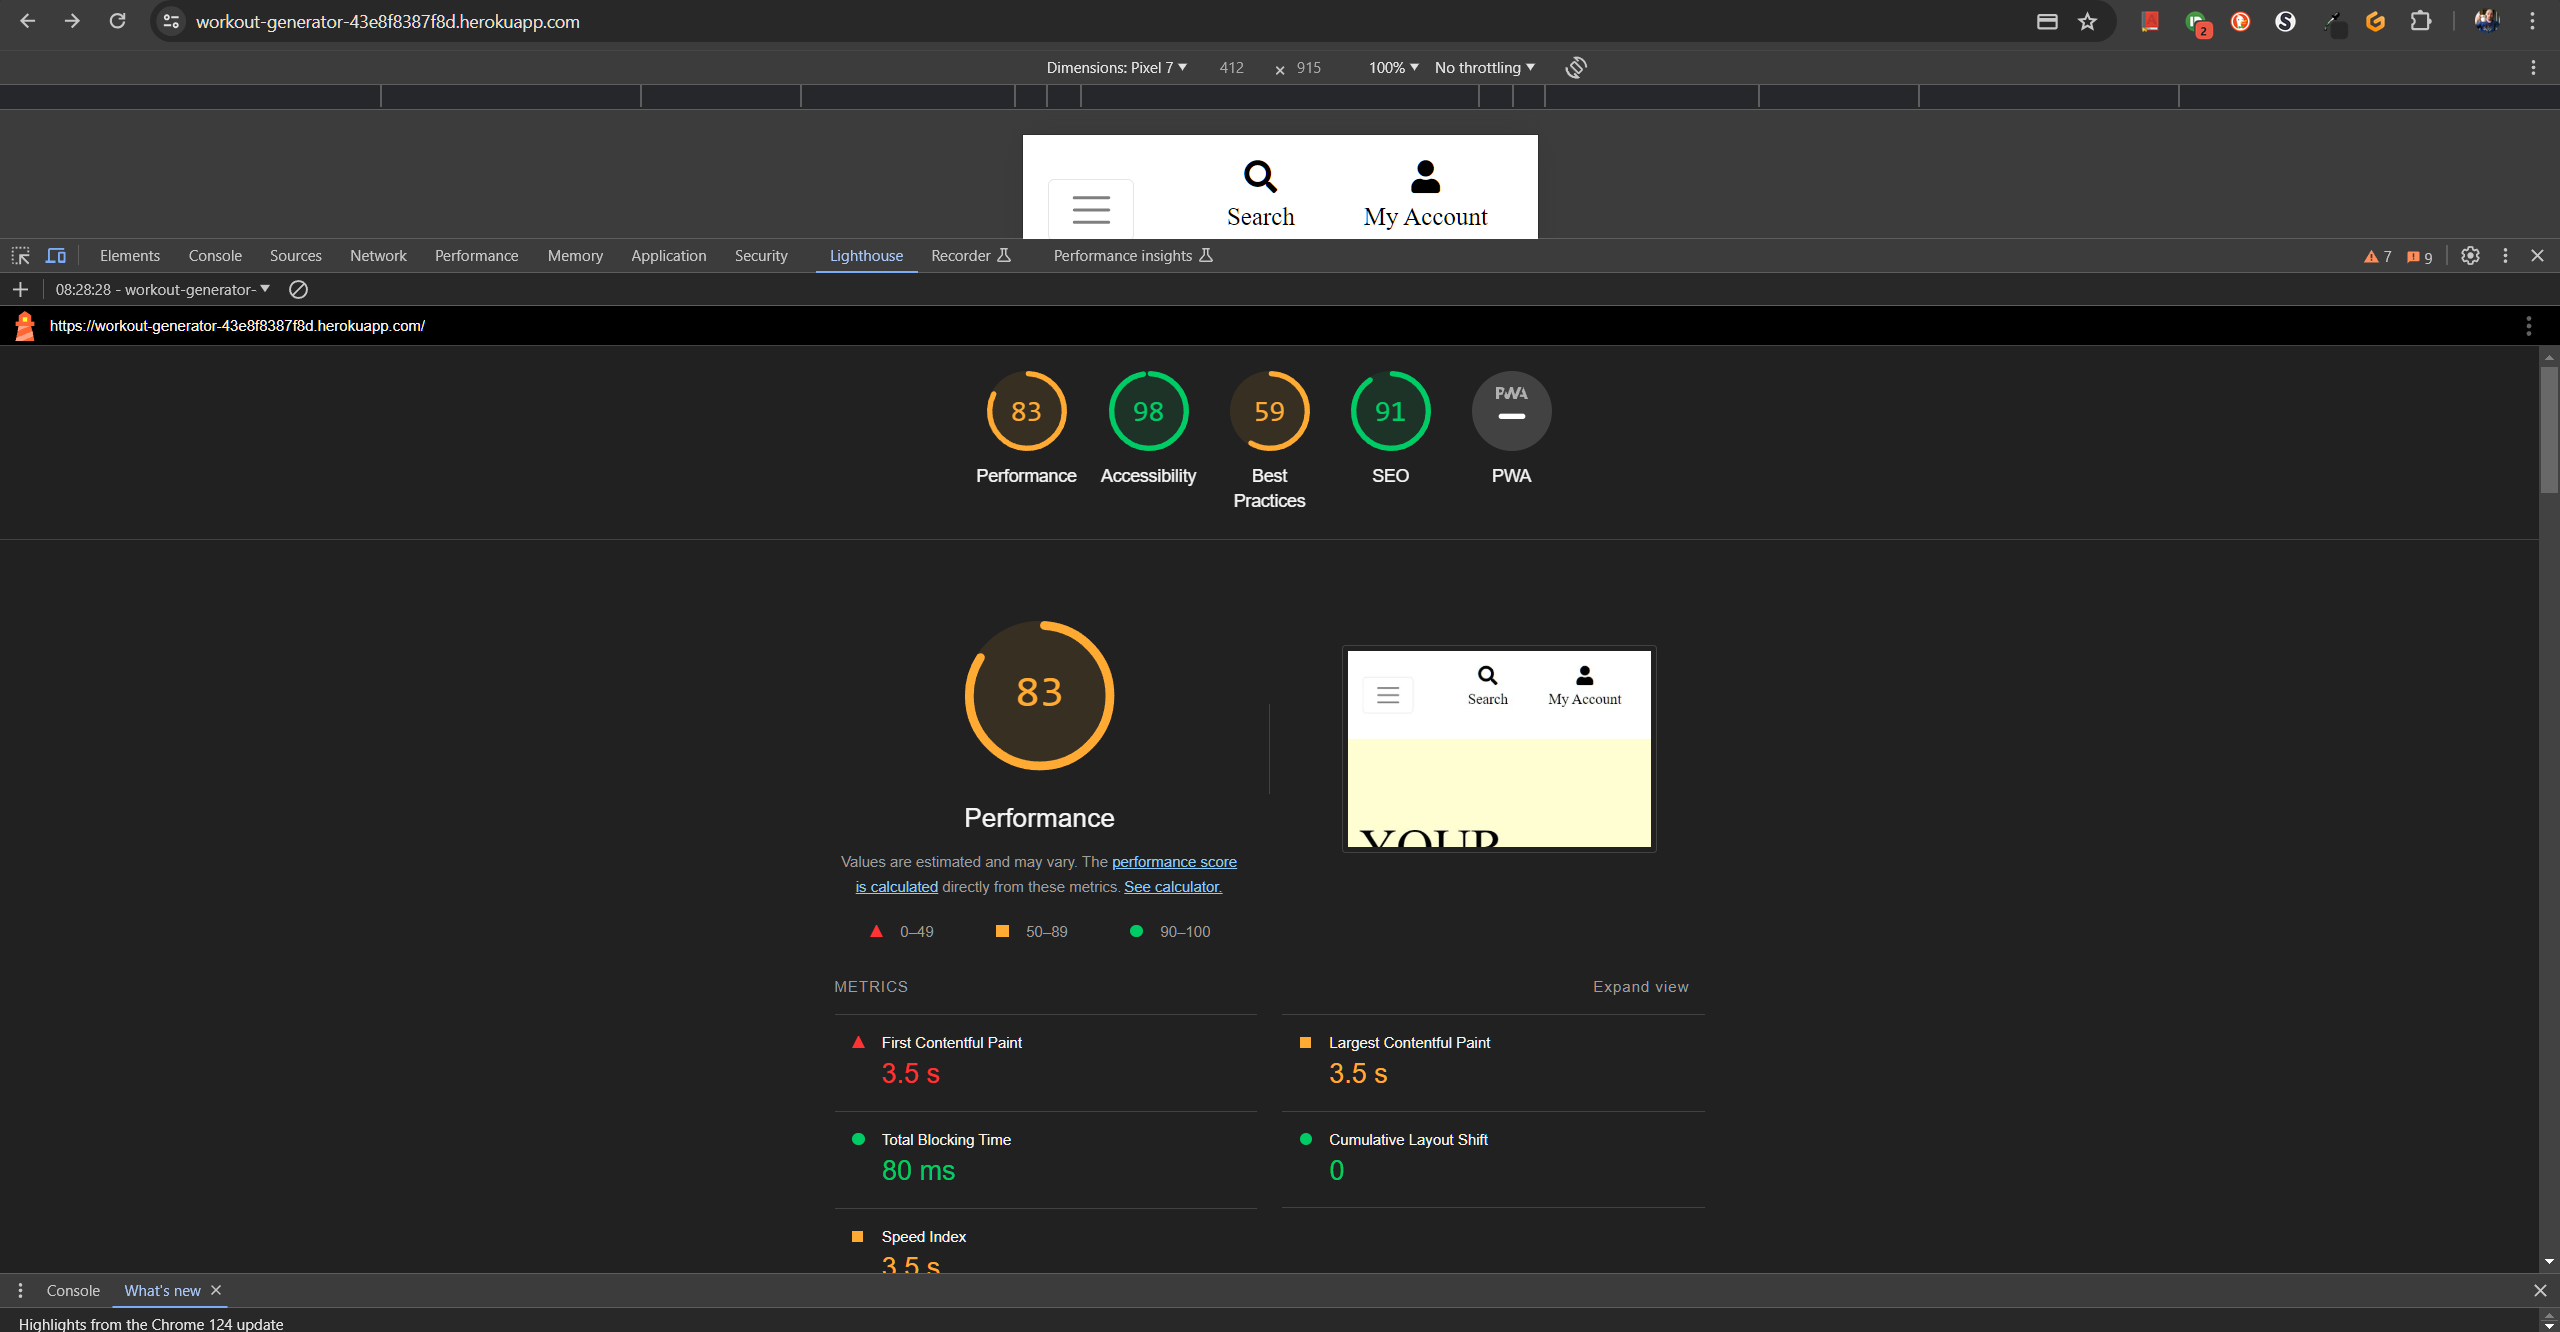 workout-generator-43e8f8387f8d.herokuapp.com
2
Dimensions: Pixel 7 412 × 915 100% No throttling
Search My Account
Elements Console Sources Network Performance Memory Application Security Lighthouse Recorder Performance insights 7 9
08:28:28 - workout-generator-
https://workout-generator-43e8f8387f8d.herokuapp.com/
83 98 59 91 PWA
Performance Accessibility Best Practices SEO PWA
83
Performance
Values are estimated and may vary. The performance score
is calculated directly from these metrics. See calculator.
0–49 50–89 90–100
Search My Account
YOUR
METRICS Expand view
First Contentful Paint
3.5 s
Largest Contentful Paint
3.5 s
Total Blocking Time
80 ms
Cumulative Layout Shift
0
Speed Index
3.5 s
Console What's new
Highlights from the Chrome 124 update